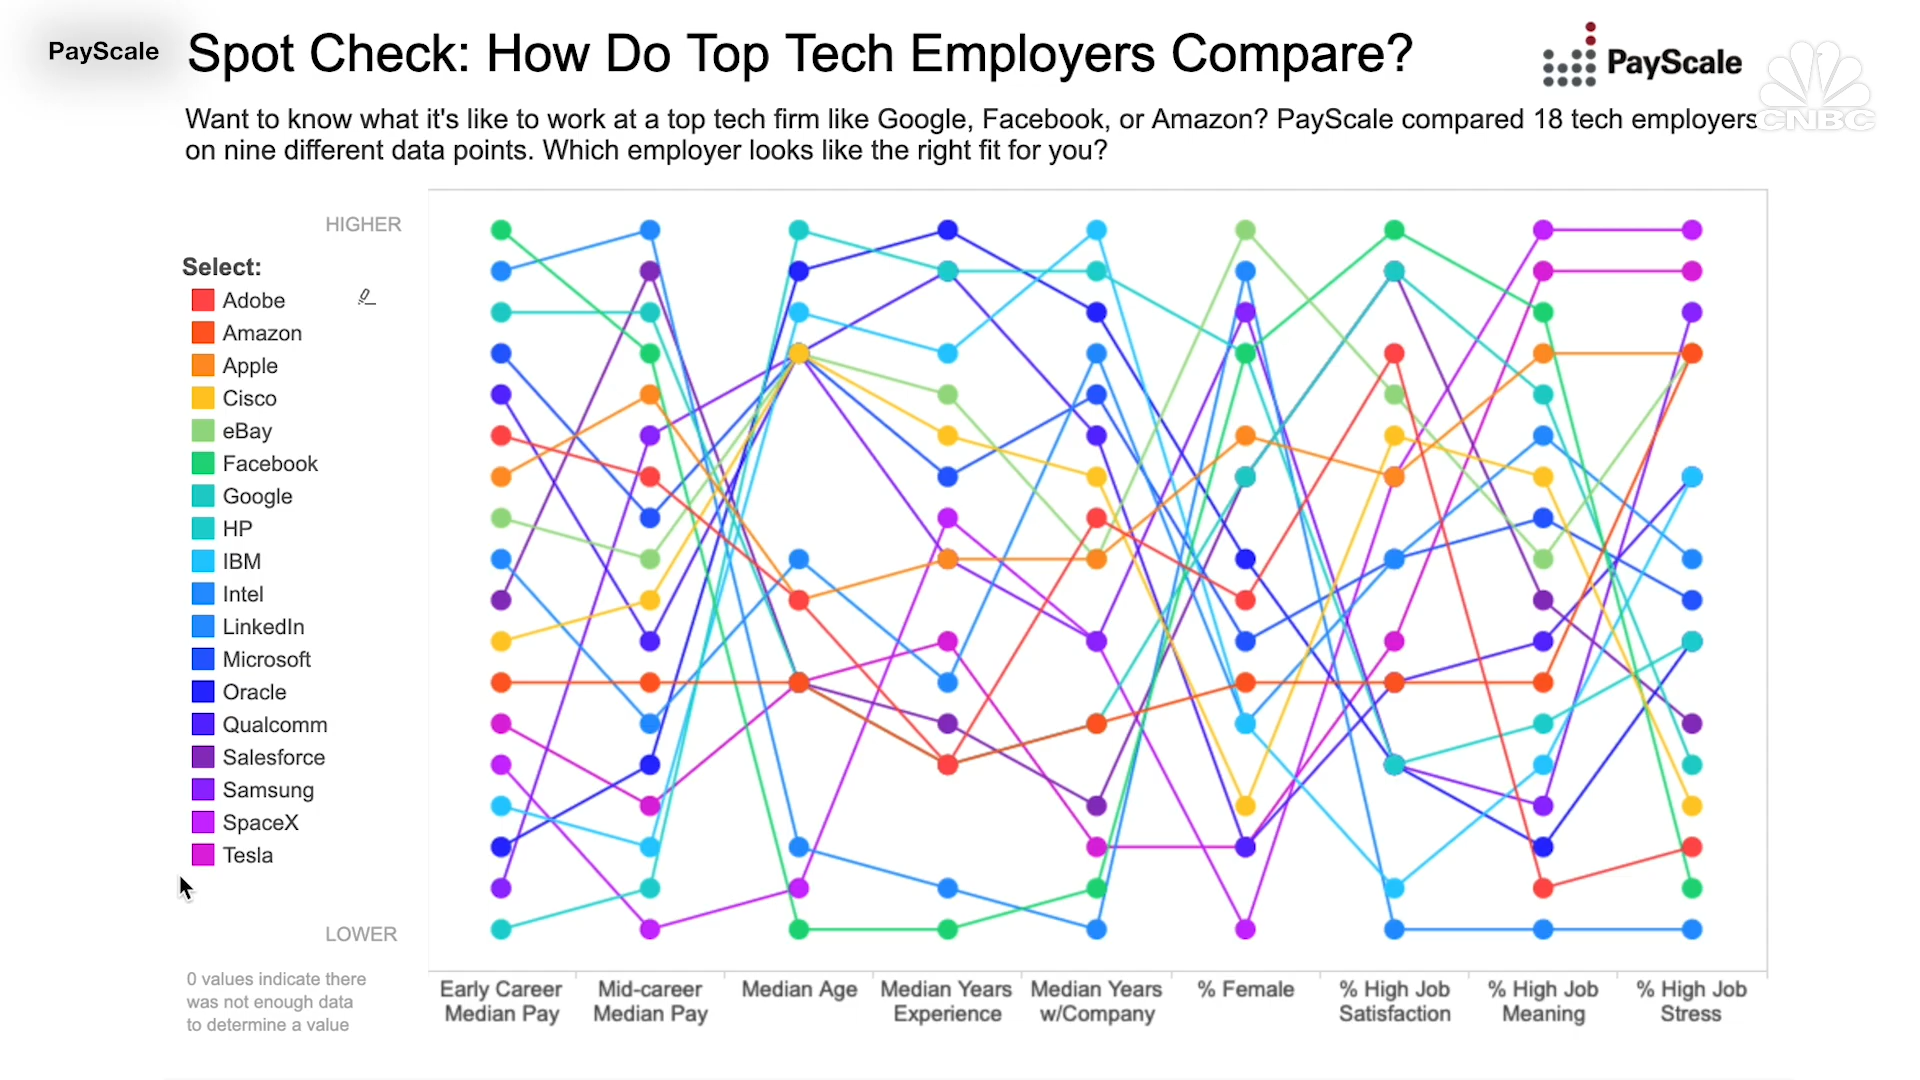 PayScale
Spot Check: How Do Top Tech Employers Compare?
PayScale
CNBC
Want to know what it's like to work at a top tech firm like Google, Facebook, or Amazon? PayScale compared 18 tech employers
on nine different data points. Which employer looks like the right fit for you?
HIGHER
Select:
Adobe
Amazon
Apple
Cisco
eBay
Facebook
Google
HP
IBM
Intel
LinkedIn
Microsoft
Oracle
Qualcomm
Salesforce
Samsung
SpaceX
Tesla
LOWER
0 values indicate there
was not enough data
to determine a value
Early Career
Median Pay
Mid-career
Median Pay
Median Age
Median Years
Experience
Median Years
w/Company
% Female
% High Job
Satisfaction
% High Job
Meaning
% High Job
Stress